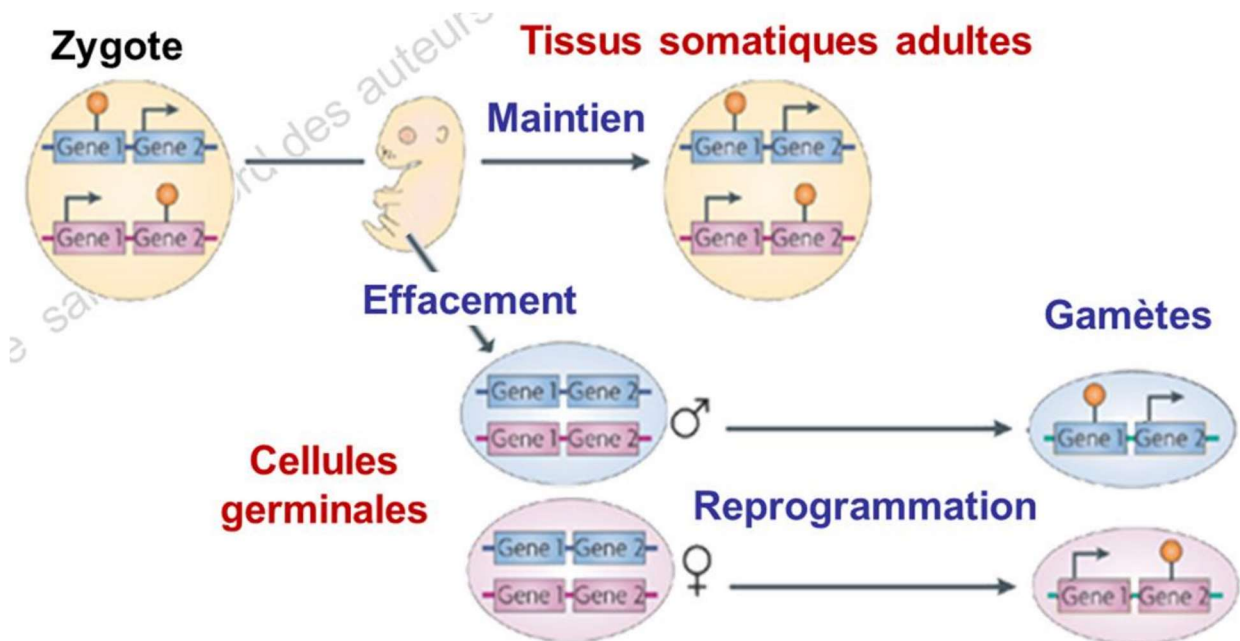 Zygote
Tissus somatiques adultes
Gene 1 Gene 2
Gene 1 Gene 2
Maintien
Gene 1 Gene 2
Gene 1 Gene 2
des auteurs
Effacement
Gamètes
Gene 1 Gene 2
Gene 1 Gene 2
♂
Gene 1 Gene 2
Cellules
germinales
Reprogrammation
Gene 1 Gene 2
Gene 1 Gene 2
♀
Gene 1 Gene 2